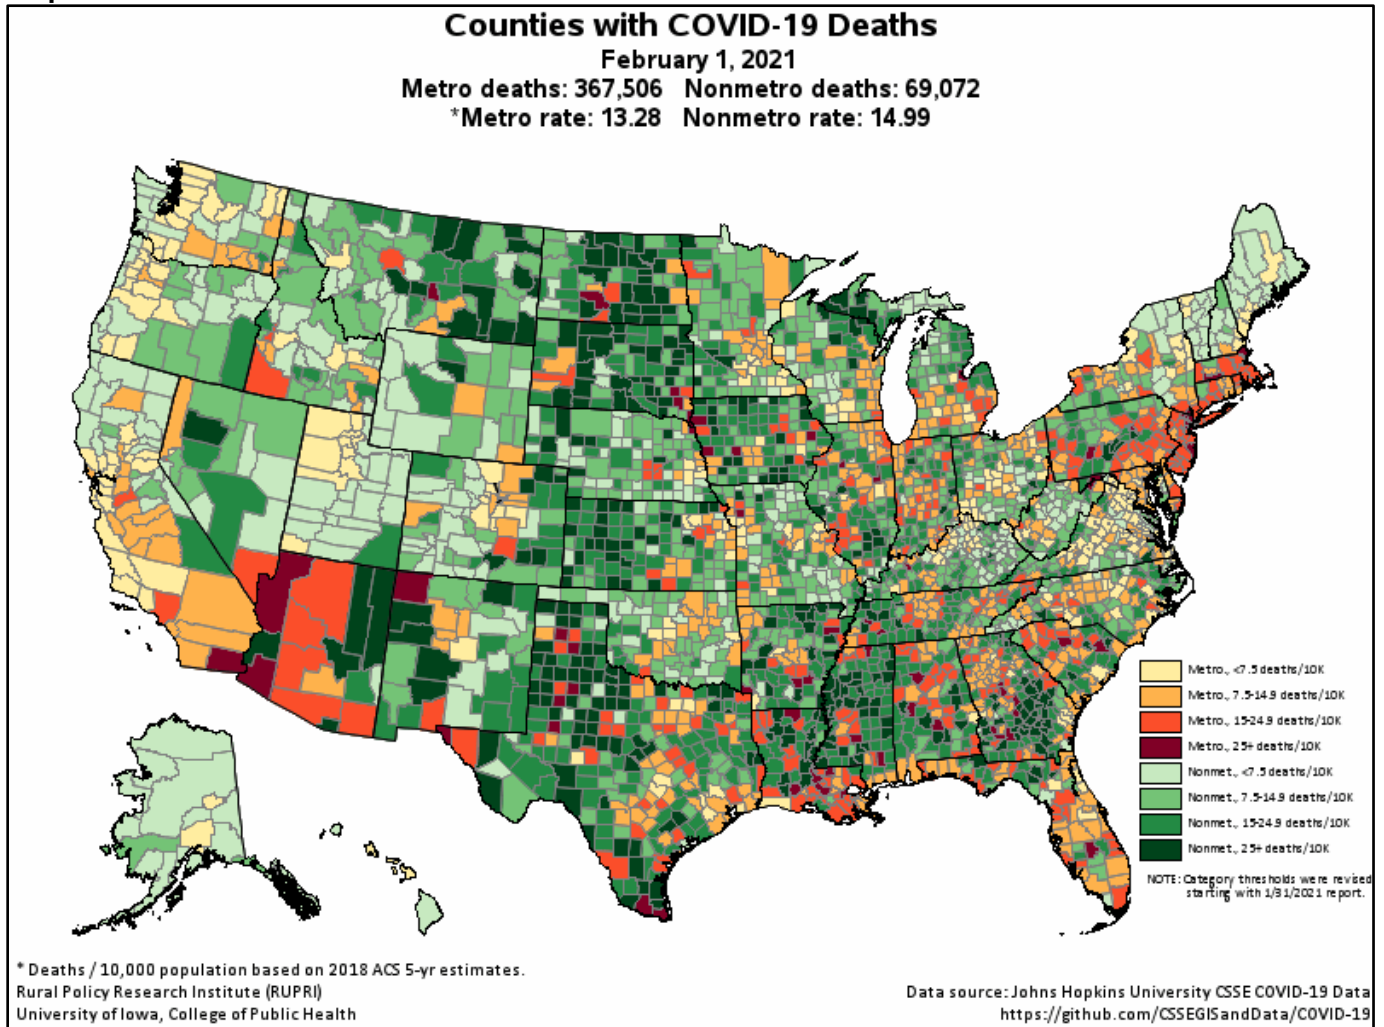 Counties with COVID-19 Deaths
February 1, 2021
Metro deaths: 367,506 Nonmetro deaths: 69,072
*Metro rate: 13.28 Nonmetro rate: 14.99
Metro., <7.5 deaths/10K
Metro., 7.5-14.9 deaths/10K
Metro., 15-24.9 deaths/10K
Metro., 25+ deaths/10K
Nonmet., <7.5 deaths/10K
Nonmet., 7.5-14.9 deaths/10K
Nonmet., 15-24.9 deaths/10K
Nonmet., 25+ deaths/10K
NOTE: Category thresholds were revised
starting with 1/31/2021 report.
* Deaths / 10,000 population based on 2018 ACS 5-yr estimates.
Rural Policy Research Institute (RUPRI)
University of Iowa, College of Public Health
Data source: Johns Hopkins University CSSE COVID-19 Data
https://github.com/CSSEGISandData/COVID-19